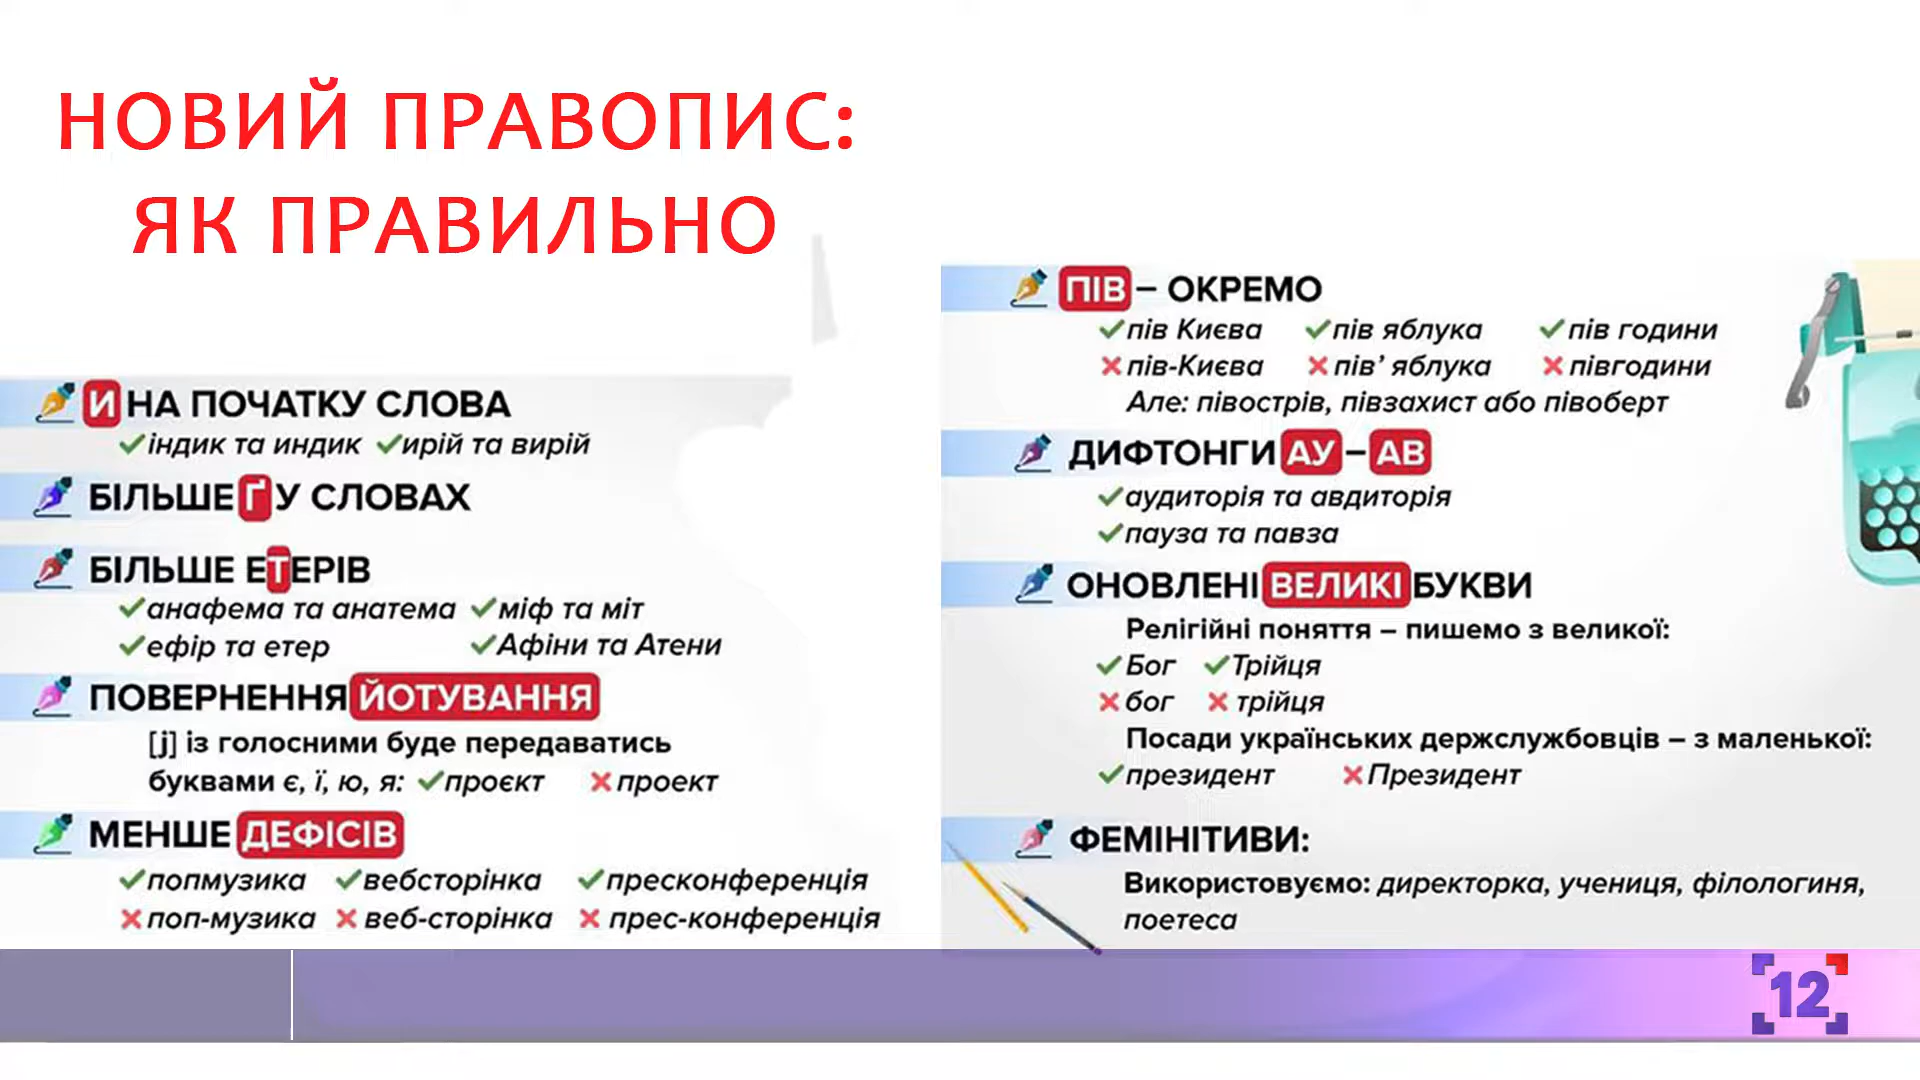 НОВИЙ ПРАВОПИС:
ЯК ПРАВИЛЬНО
И НА ПОЧАТКУ СЛОВА
індик та индик ирій та вирій
БІЛЬШЕ Ґ У СЛОВАХ
БІЛЬШЕ ЕТЕРІВ
анафема та анатема міф та міт
ефір та етер Афіни та Атени
ПОВЕРНЕННЯ ЙОТУВАННЯ
[j] із голосними буде передаватись
буквами є, ї, ю, я: проєкт проект
МЕНШЕ ДЕФІСІВ
попмузика вебсторінка пресконференція
поп-музика веб-сторінка прес-конференція
ПІВ – ОКРЕМО
пів Києва пів яблука пів години
пів-Києва пів’ яблука півгодини
Але: півострів, півзахист або півоберт
ДИФТОНГИ АУ – АВ
аудиторія та авдиторія
пауза та павза
ОНОВЛЕНІ ВЕЛИКІ БУКВИ
Релігійні поняття – пишемо з великої:
Бог Трійця
бог трійця
Посади українських держслужбовців – з маленької:
президент Президент
ФЕМІНІТИВИ:
Використовуємо: директорка, учениця, філологиня,
поетеса
12